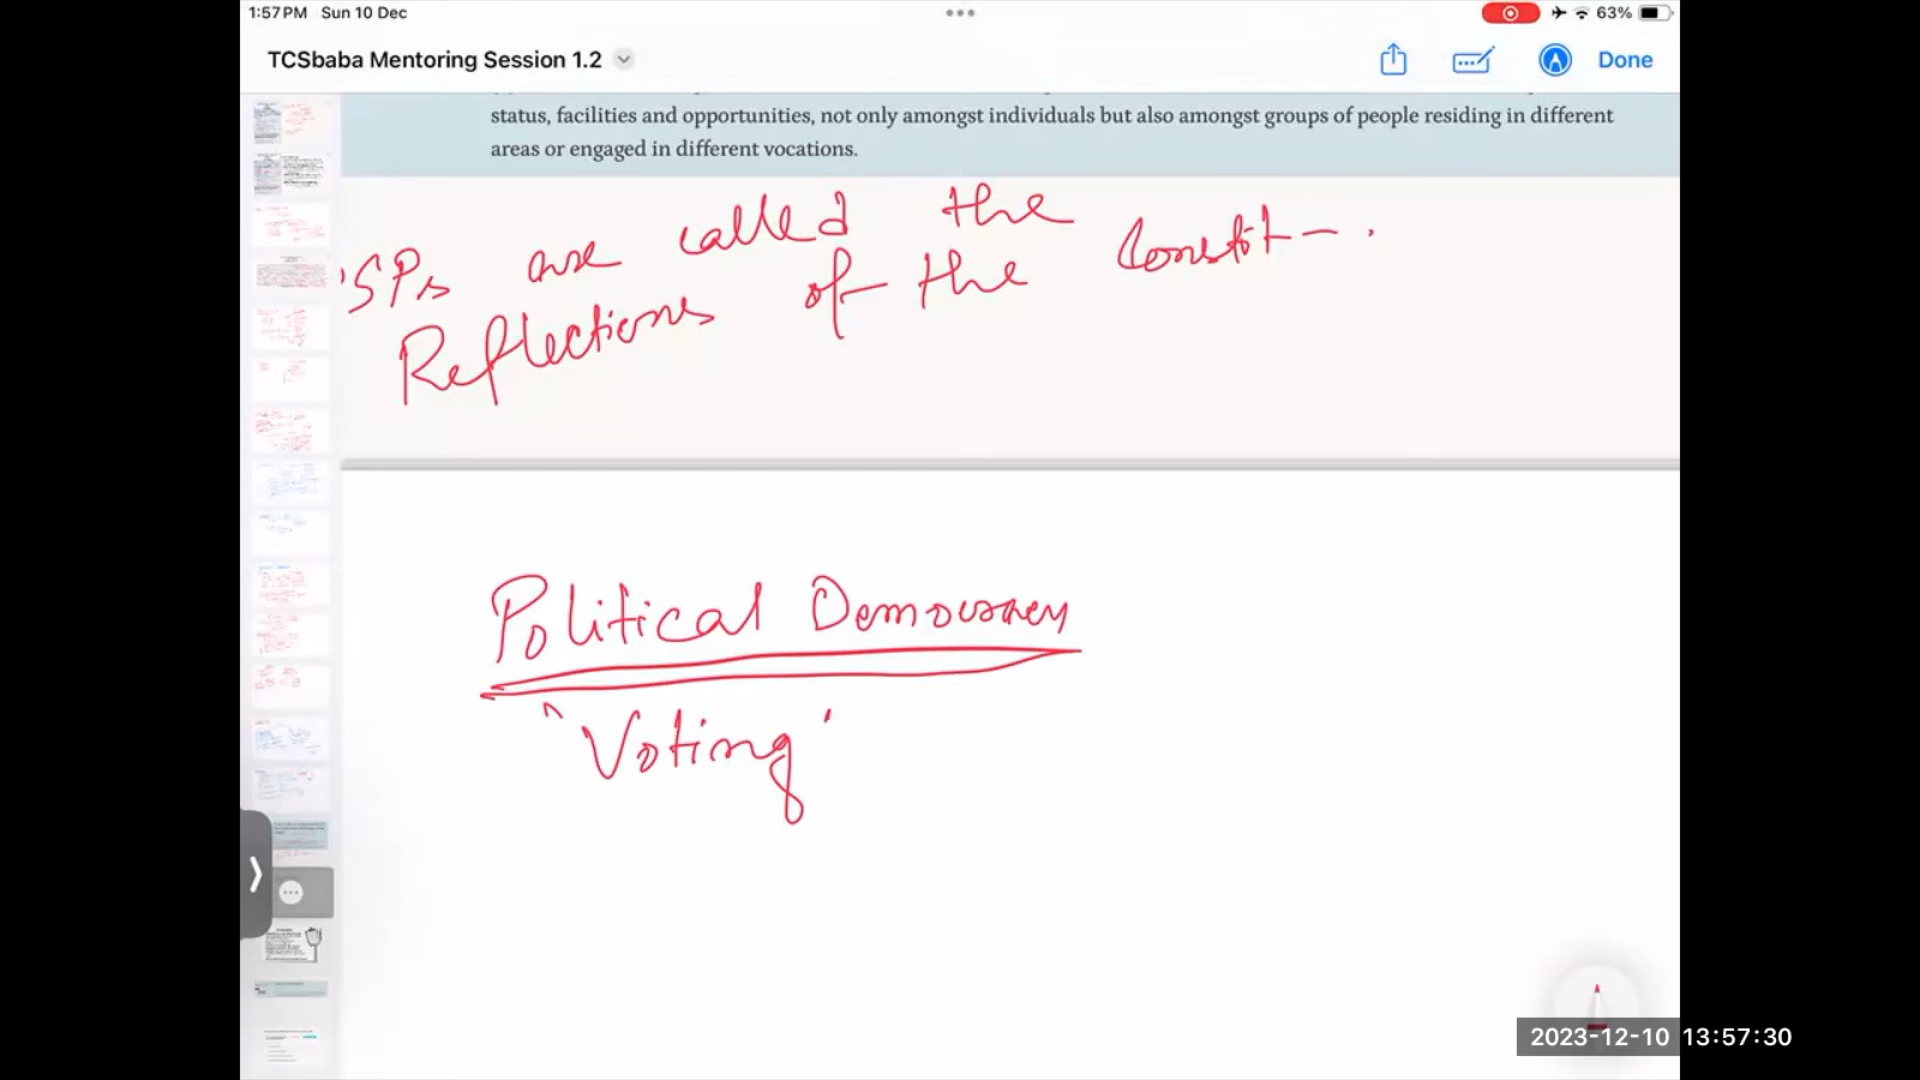 1:57 PM Sun 10 Dec
63%
TCSbaba Mentoring Session 1.2
Done
status, facilities and opportunities, not only amongst individuals but also amongst groups of people residing in different
areas or engaged in different vocations.
SPs are called the
Reflections of the Constit- .
Political Democracy
"Voting"
2023-12-10 13:57:30